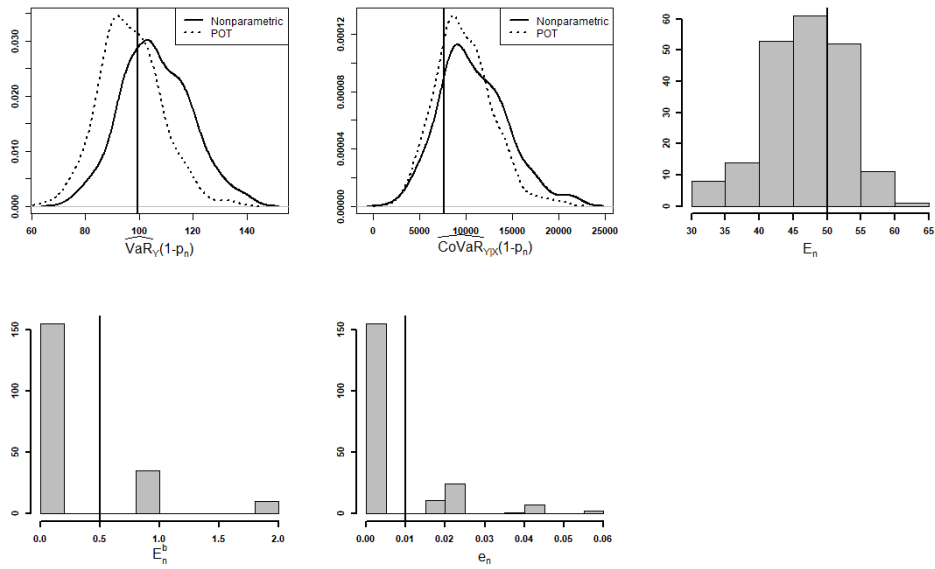 Nonparametric
POT
0.000 0.010 0.020 0.030
60 80 100 120 140
VaR_Y(1-p_n)
Nonparametric
POT
0.00000 0.00004 0.00008 0.00012
0 5000 10000 15000 20000 25000
CoVaR_Y|X(1-p_n)
0 10 20 30 40 50 60
30 35 40 45 50 55 60 65
E_n
0 50 100 150
0.0 0.5 1.0 1.5 2.0
E_n^b
0 50 100 150
0.00 0.01 0.02 0.03 0.04 0.05 0.06
e_n